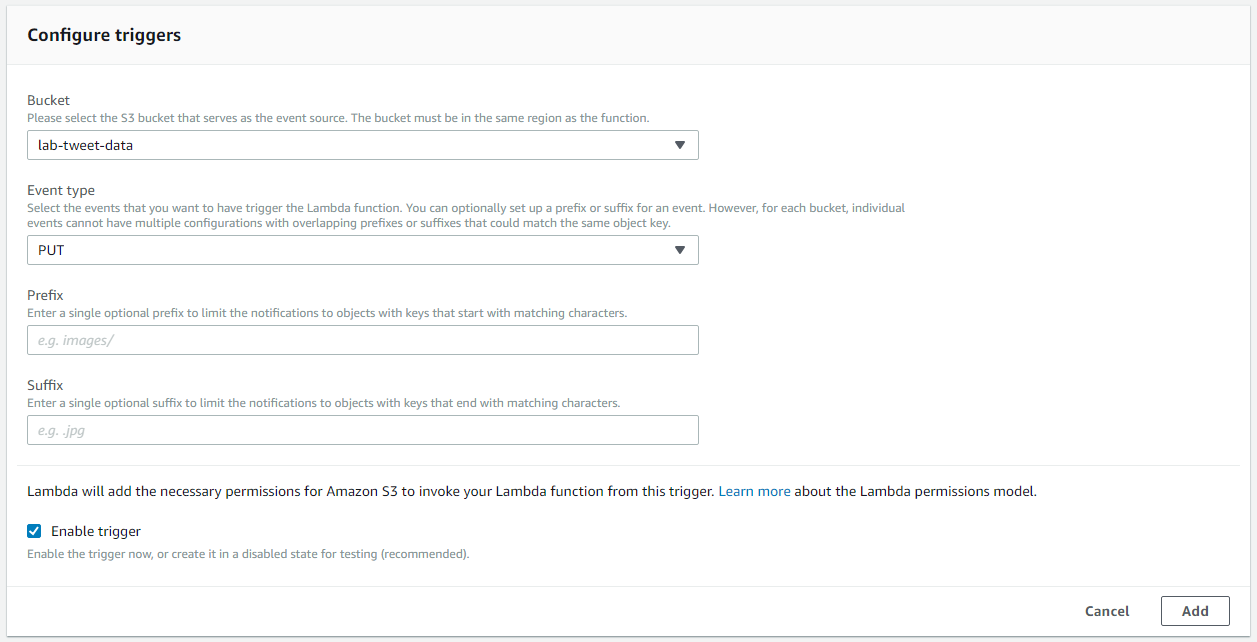 Configure triggers
Bucket
Please select the S3 bucket that serves as the event source. The bucket must be in the same region as the function.
lab-tweet-data
Event type
Select the events that you want to have trigger the Lambda function. You can optionally set up a prefix or suffix for an event. However, for each bucket, individual
events cannot have multiple configurations with overlapping prefixes or suffixes that could match the same object key.
PUT
Prefix
Enter a single optional prefix to limit the notifications to objects with keys that start with matching characters.
e.g. images/
Suffix
Enter a single optional suffix to limit the notifications to objects with keys that end with matching characters.
e.g. .jpg
Lambda will add the necessary permissions for Amazon S3 to invoke your Lambda function from this trigger. Learn more about the Lambda permissions model.
Enable trigger
Enable the trigger now, or create it in a disabled state for testing (recommended).
Cancel Add